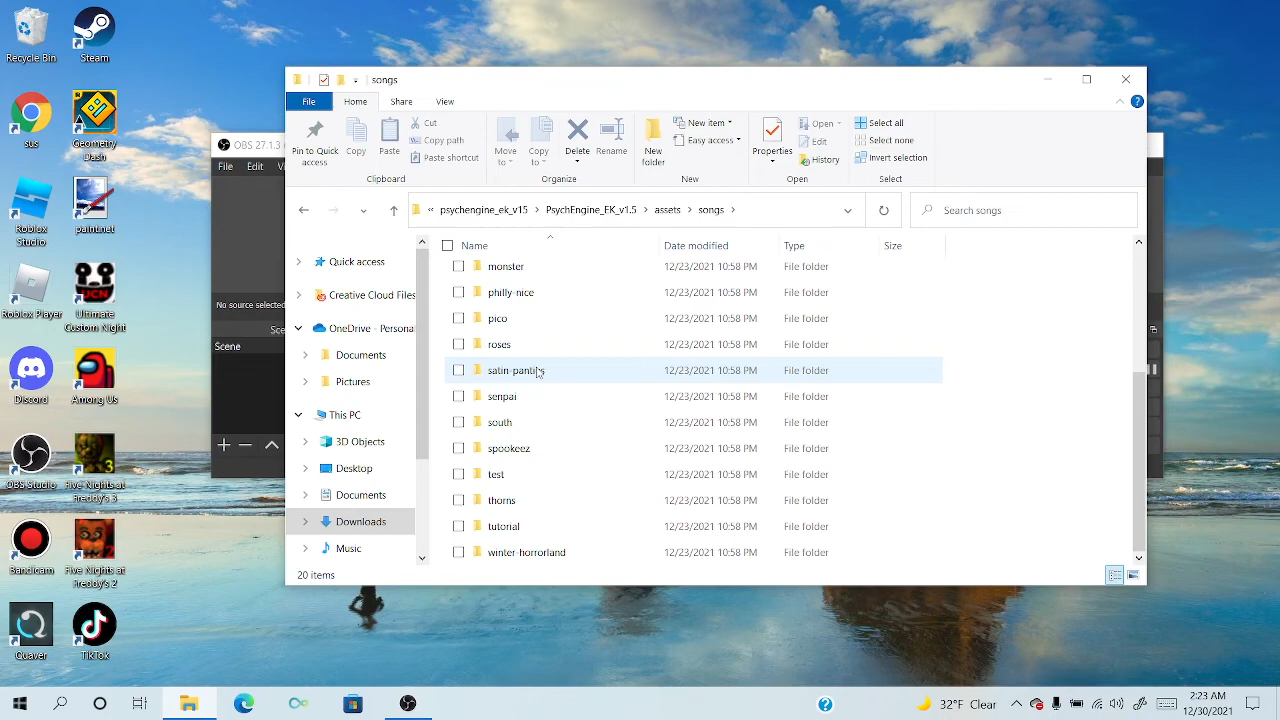 Recycle Bin
Steam
sus
Geometry
Dash
Roblox
Studio
paint.net
Roblox Player
UCN
Ultimate
Custom Night
Discord
Among Us
OBS Studio
3
Five Nights at
Freddy's 3
Bandicam
2
Five Nights at
Freddy's 2
Quaver
TikTok
OBS 27.1.3
File Edit
No source selected
Scene
songs
File Home Share View
Pin to Quick
access
Copy
Paste
Cut
Copy path
Paste shortcut
Clipboard
Move
to
Copy
to
Delete
Rename
Organize
New
New item
Easy access
New
Properties
Open
Edit
History
Open
Select all
Select none
Invert selection
Select
« psychengine_ek_v15 > PsychEngine_EK_v1.5 > assets > songs >
Search songs
Quick access
Creative Cloud Files
OneDrive - Persona
Documents
Pictures
This PC
3D Objects
Desktop
Documents
Downloads
Music
Name Date modified Type Size
monster 12/23/2021 10:58 PM File folder
philly-nice 12/23/2021 10:58 PM File folder
pico 12/23/2021 10:58 PM File folder
roses 12/23/2021 10:58 PM File folder
satin-panties 12/23/2021 10:58 PM File folder
senpai 12/23/2021 10:58 PM File folder
south 12/23/2021 10:58 PM File folder
spookeez 12/23/2021 10:58 PM File folder
test 12/23/2021 10:58 PM File folder
thorns 12/23/2021 10:58 PM File folder
tutorial 12/23/2021 10:58 PM File folder
winter-horrorland 12/23/2021 10:58 PM File folder
20 items
32°F Clear
2:23 AM
12/30/2021